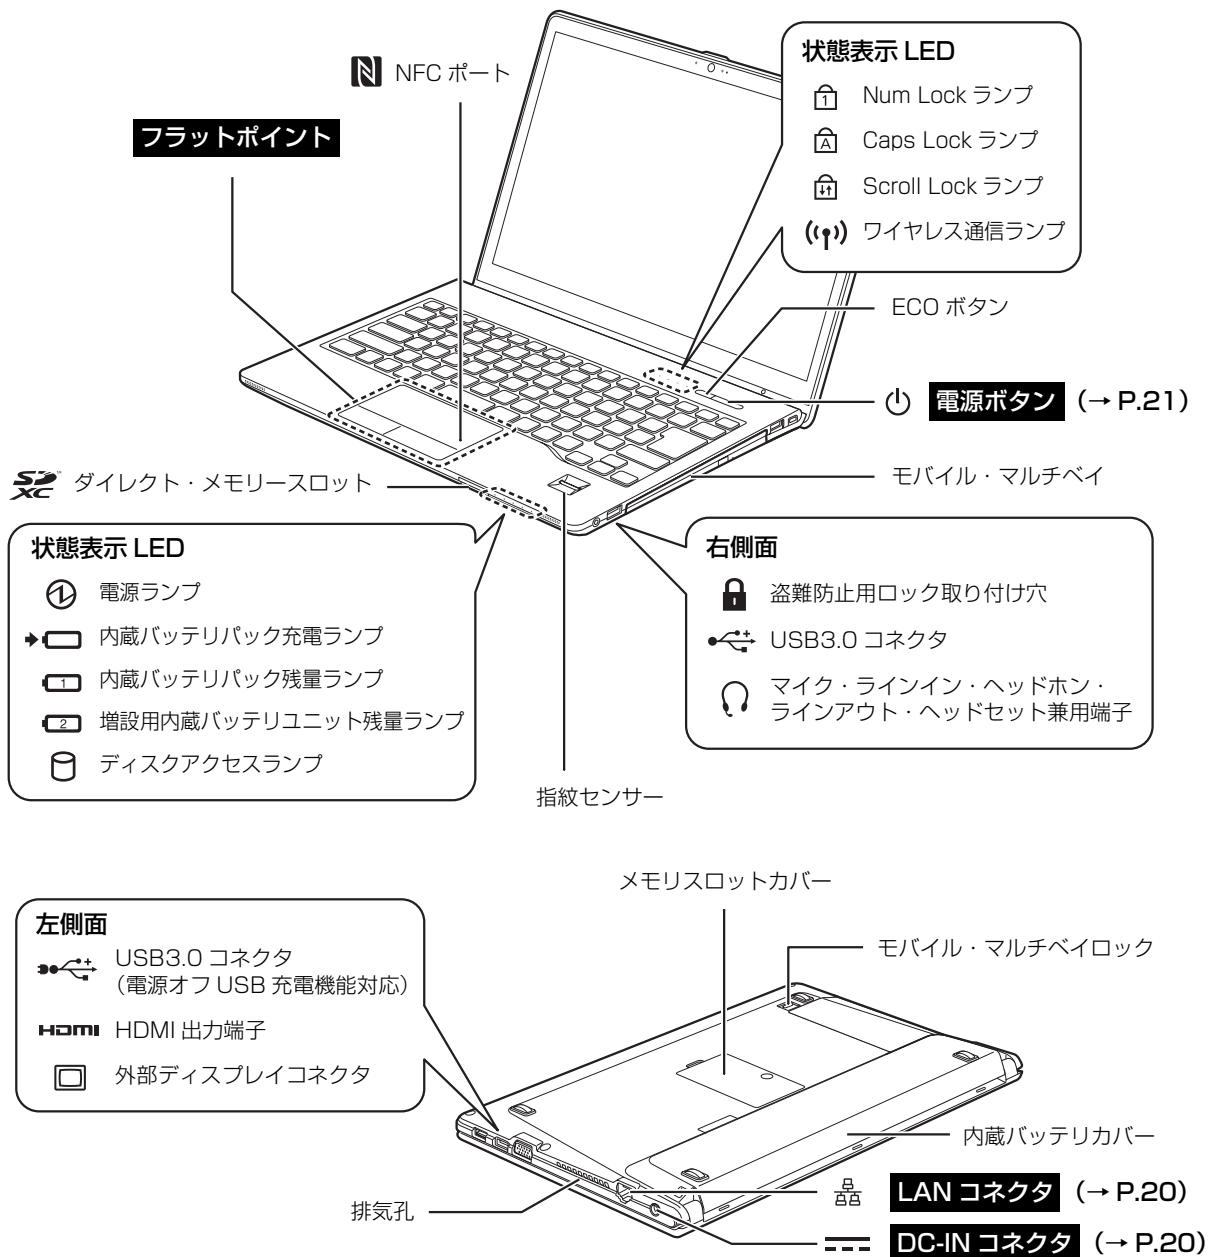 NFC ポート
フラットポイント
状態表示 LED
1 Num Lock ランプ
A Caps Lock ランプ
Scroll Lock ランプ
ワイヤレス通信ランプ
ECO ボタン
電源ボタン (→ P.21)
SD XC ™ ダイレクト・メモリースロット
モバイル・マルチベイ
状態表示 LED
電源ランプ
内蔵バッテリパック充電ランプ
1 内蔵バッテリパック残量ランプ
2 増設用内蔵バッテリユニット残量ランプ
ディスクアクセスランプ
右側面
盗難防止用ロック取り付け穴
USB3.0 コネクタ
マイク・ラインイン・ヘッドホン・
ラインアウト・ヘッドセット兼用端子
指紋センサー
メモリスロットカバー
左側面
USB3.0 コネクタ
(電源オフ USB 充電機能対応)
HDMI HDMI 出力端子
外部ディスプレイコネクタ
モバイル・マルチベイロック
内蔵バッテリカバー
排気孔
LAN コネクタ (→ P.20)
DC-IN コネクタ (→ P.20)